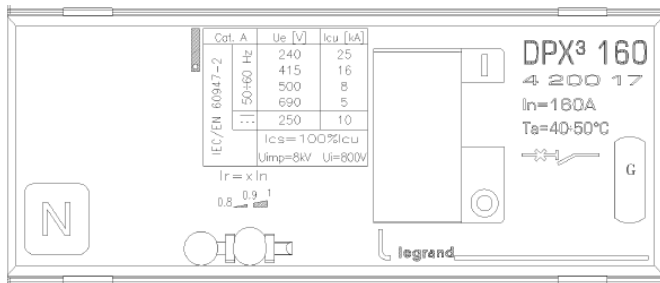 Cat. A Ue [V] Icu [kA]
IEC/EN 60947-2
50÷60 Hz
240 25
415 16
500 8
690 5
250 10
Ics=100%Icu
Uimp=8kV Ui=800V
Ir=xIn
0.8 0.9 1
N
I
O
legrand
DPX³ 160
4 200 17
In=160A
Ta=40÷50°C
G